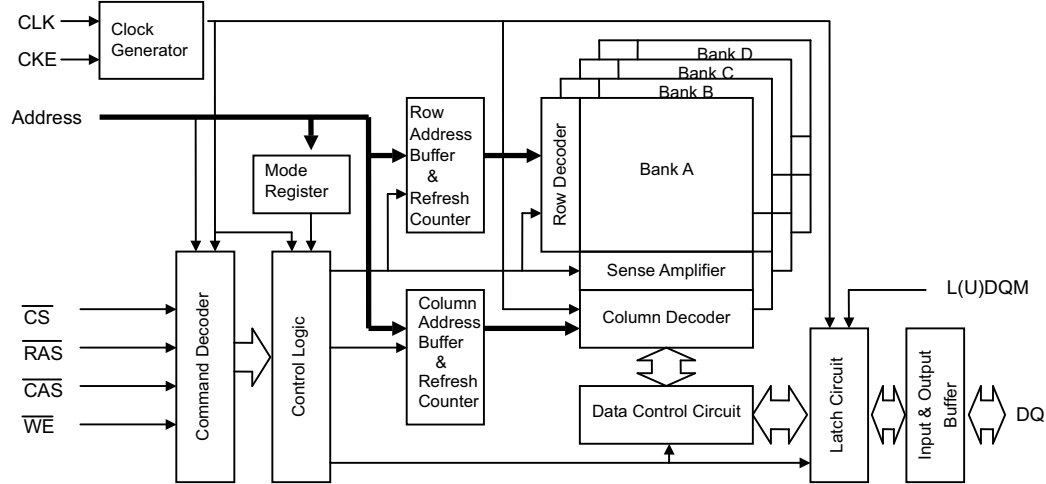 CLK
CKE
Clock
Generator
Address
Mode
Register
Row
Address
Buffer
&
Refresh
Counter
Row Decoder
Bank D
Bank C
Bank B
Bank A
Sense Amplifier
Column Decoder
Column
Address
Buffer
&
Refresh
Counter
CS
RAS
CAS
WE
Command Decoder
Control Logic
Data Control Circuit
L(U)DQM
Latch Circuit
Input & Output
Buffer
DQ